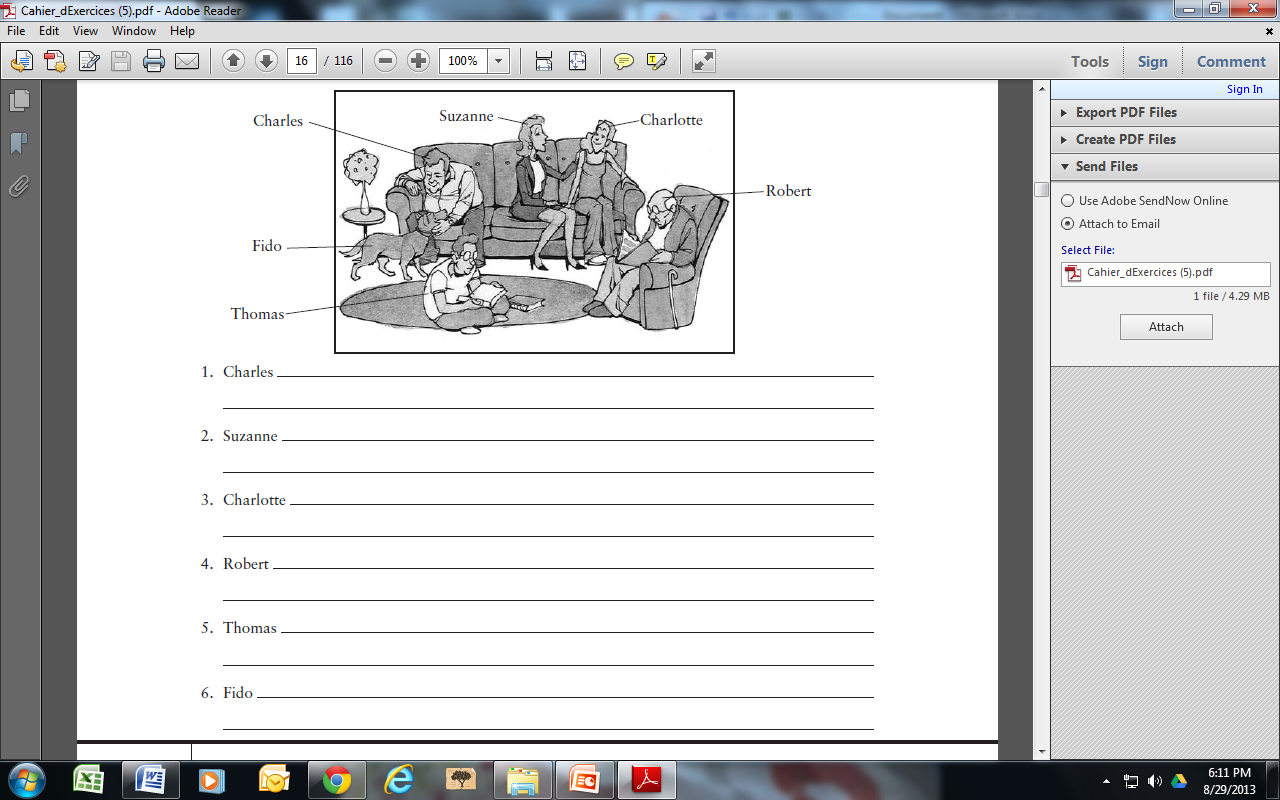 Cahier_dExercices (5).pdf - Adobe Reader
File Edit View Window Help
16 / 116 100% Tools Sign Comment
Sign In
Export PDF Files
Create PDF Files
Send Files
Use Adobe SendNow Online
Attach to Email
Select File:
Cahier_dExercices (5).pdf
1 file / 4.29 MB
Attach
Charles
Suzanne
Charlotte
Robert
Fido
Thomas
1. Charles
2. Suzanne
3. Charlotte
4. Robert
5. Thomas
6. Fido
6:11 PM
8/29/2013